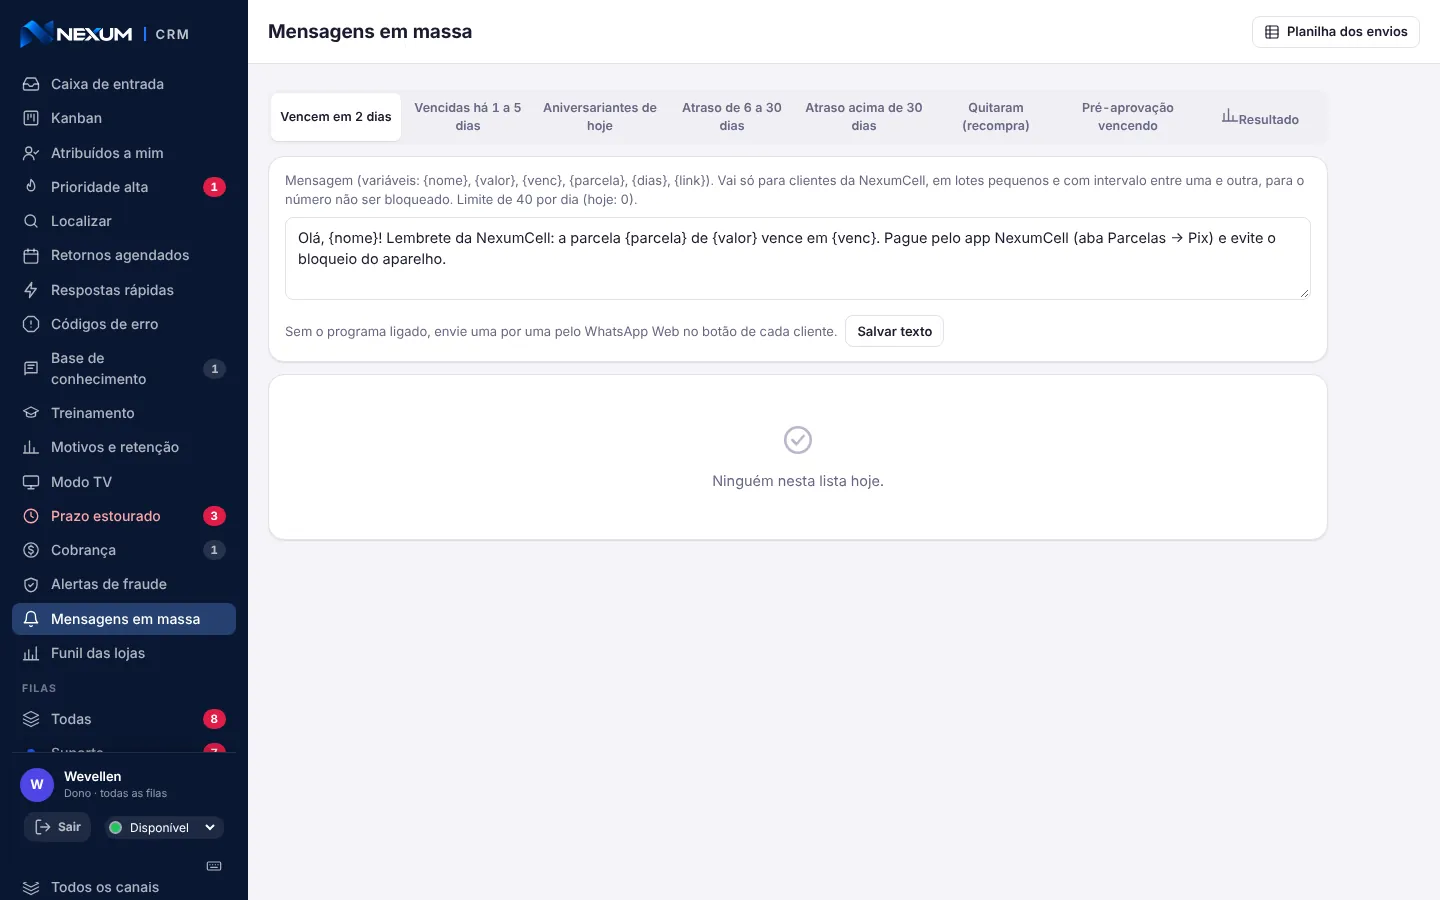 NEXUM | CRM
Caixa de entrada
Kanban
Atribuídos a mim
Prioridade alta 1
Localizar
Retornos agendados
Respostas rápidas
Códigos de erro
Base de
conhecimento 1
Treinamento
Motivos e retenção
Modo TV
Prazo estourado 3
Cobrança 1
Alertas de fraude
Mensagens em massa
Funil das lojas
FILAS
Todas 8
Suporte 7
W
Wevellen
Dono · todas as filas
Sair
Disponível
Todos os canais
Mensagens em massa
Planilha dos envios
Vencem em 2 dias
Vencidas há 1 a 5
dias
Aniversariantes de
hoje
Atraso de 6 a 30
dias
Atraso acima de 30
dias
Quitaram
(recompra)
Pré-aprovação
vencendo
Resultado
Mensagem (variáveis: {nome}, {valor}, {venc}, {parcela}, {dias}, {link}). Vai só para clientes da NexumCell, em lotes pequenos e com intervalo entre uma e outra, para o
número não ser bloqueado. Limite de 40 por dia (hoje: 0).
Olá, {nome}! Lembrete da NexumCell: a parcela {parcela} de {valor} vence em {venc}. Pague pelo app NexumCell (aba Parcelas → Pix) e evite o
bloqueio do aparelho.
Sem o programa ligado, envie uma por uma pelo WhatsApp Web no botão de cada cliente.
Salvar texto
Ninguém nesta lista hoje.